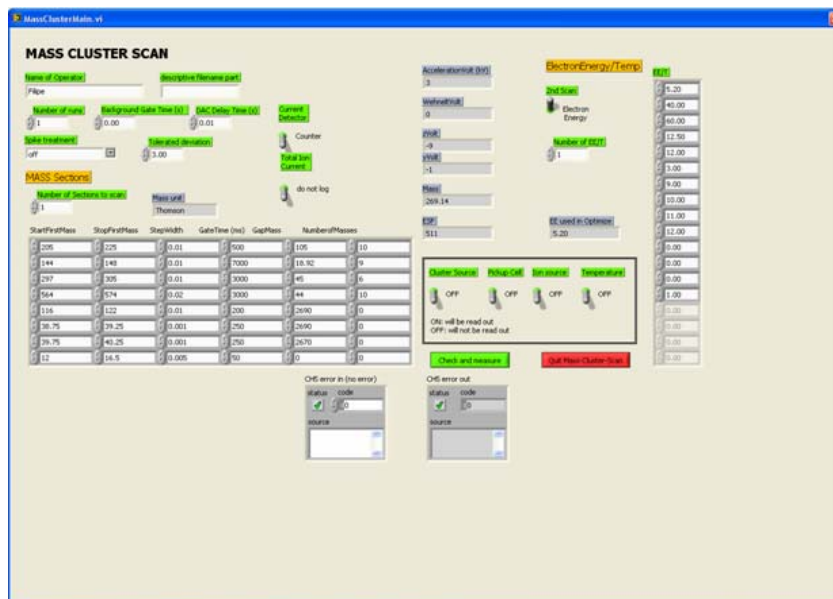 MassClusterMain.vi
MASS CLUSTER SCAN
Name of Operator
descriptive filename part
Filipe
Number of runs
Background Gate Time (s)
DAC Delay Time (s)
1
0.00
0.01
Spike treatment
Tolerated deviation
off
3.00
Current Detector
Counter
Total Ion Current
do not log
MASS Sections
Number of Sections to scan
Mass unit
1
Thomson
StartFirstMass StopFirstMass StepWidth GateTime (ms) GapMass NumberofMasses
205 225 0.01 500 105 10
144 148 0.01 7000 18.92 9
297 305 0.01 3000 45 6
564 574 0.02 3000 44 10
116 122 0.01 200 2690 0
38.75 39.25 0.001 250 2690 0
39.75 40.25 0.001 250 2670 0
12 16.5 0.005 50 0 0
AccelerationVolt (kV)
3
WehneltVolt
0
zVolt
-9
yVolt
-1
Mass
269.14
ESP
511
ElectronEnergy/Temp
2nd Scan
Electron
Energy
Number of EE/T
1
EE used in Optimize
5.20
EE/T
5.20
40.00
60.00
12.50
12.00
3.00
9.00
10.00
11.00
12.00
0.00
0.00
0.00
1.00
0.00
0.00
0.00
0.00
Cluster Source
Pickup Cell
Ion source
Temperature
OFF OFF OFF OFF
ON: will be read out
OFF: will not be read out
Check and measure
Quit Mass-Cluster-Scan
CHS error in (no error)
status code
0
source
CHS error out
status code
0
source